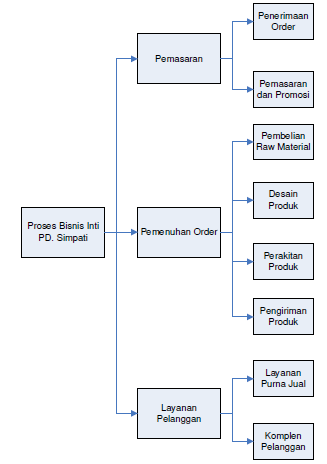 Proses Bisnis Inti
PD. Simpati
Pemasaran
Penerimaan
Order
Pemasaran
dan Promosi
Pemenuhan Order
Pembelian
Raw Material
Desain
Produk
Perakitan
Produk
Pengiriman
Produk
Layanan
Pelanggan
Layanan
Purna Jual
Komplen
Pelanggan